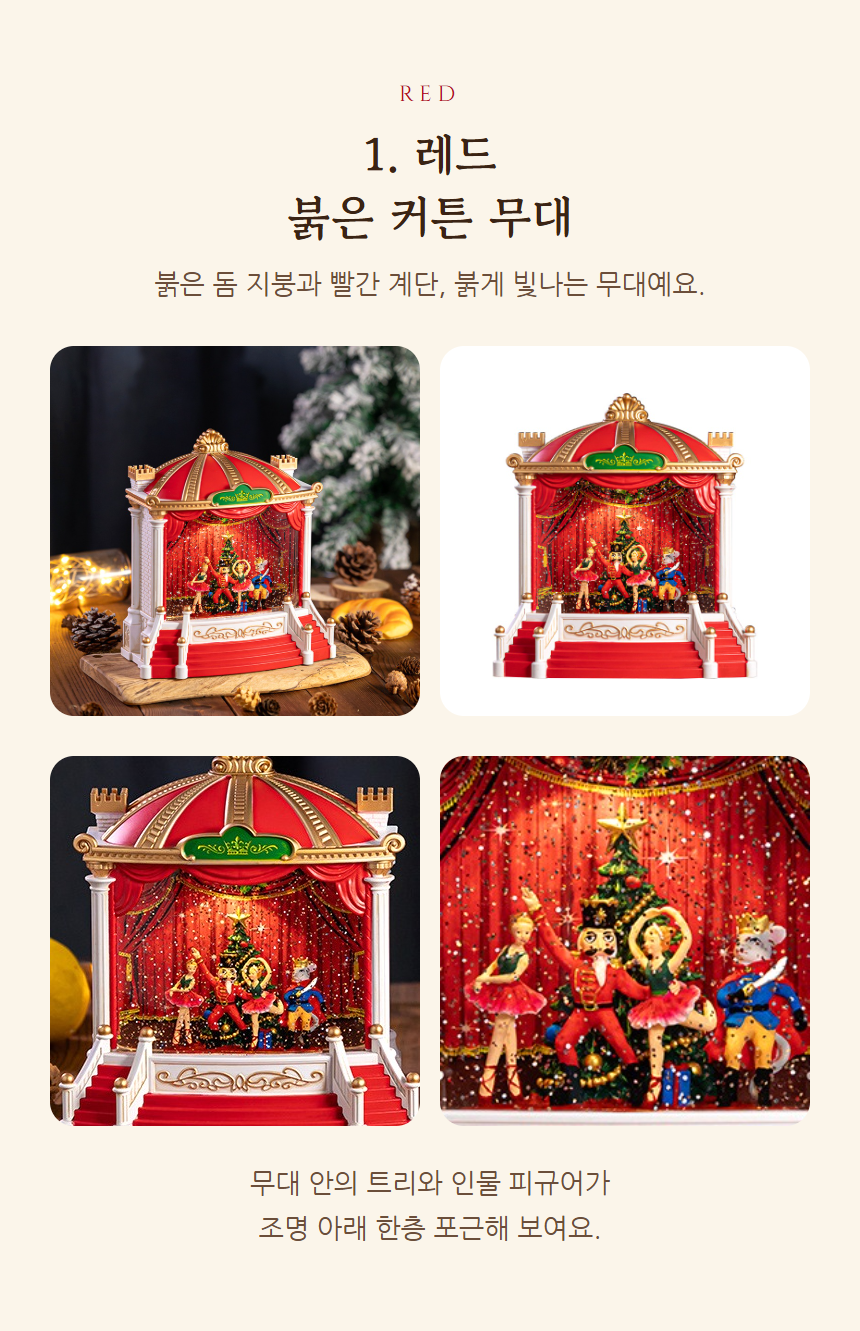 RED
1. 레드
붉은 커튼 무대
붉은 돔 지붕과 빨간 계단, 붉게 빛나는 무대예요.
무대 안의 트리와 인물 피규어가
조명 아래 한층 포근해 보여요.